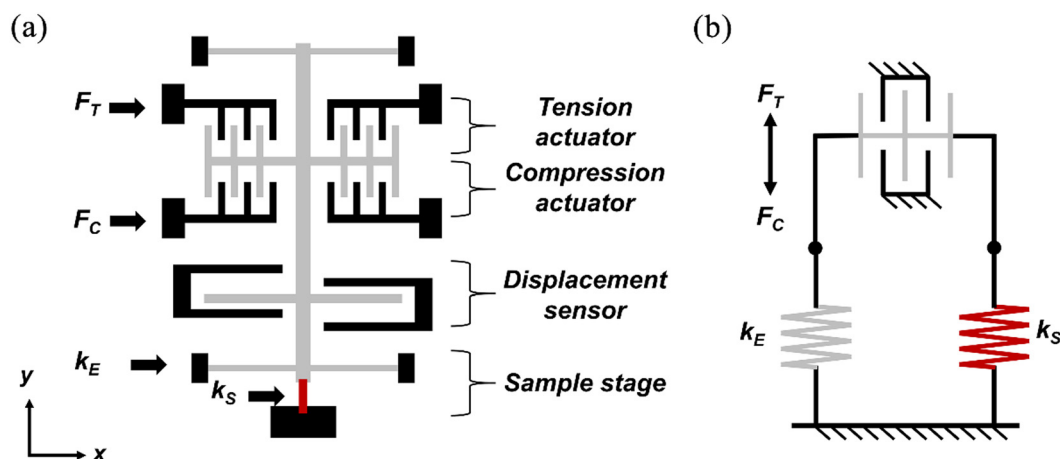 (a)
F_T
F_C
k_E
k_S
y
x
Tension
actuator
Compression
actuator
Displacement
sensor
Sample stage
(b)
F_T
F_C
k_E
k_S